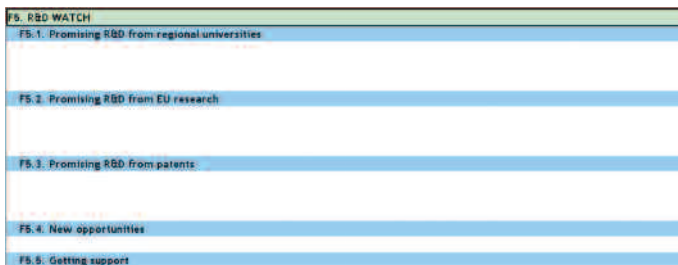 F5. R&D WATCH
F5.1. Promising R&D from regional universities
F5.2. Promising R&D from EU research
F5.3. Promising R&D from patents
F5.4. New opportunities
F5.5. Getting support